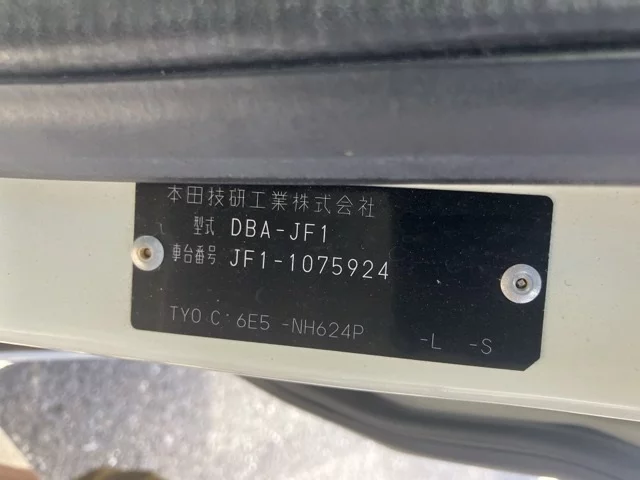 本田技研工業株式会社
型式 DBA-JF1
車台番号 JF1-1075924
TYO C 6E5 -NH624P -L -S